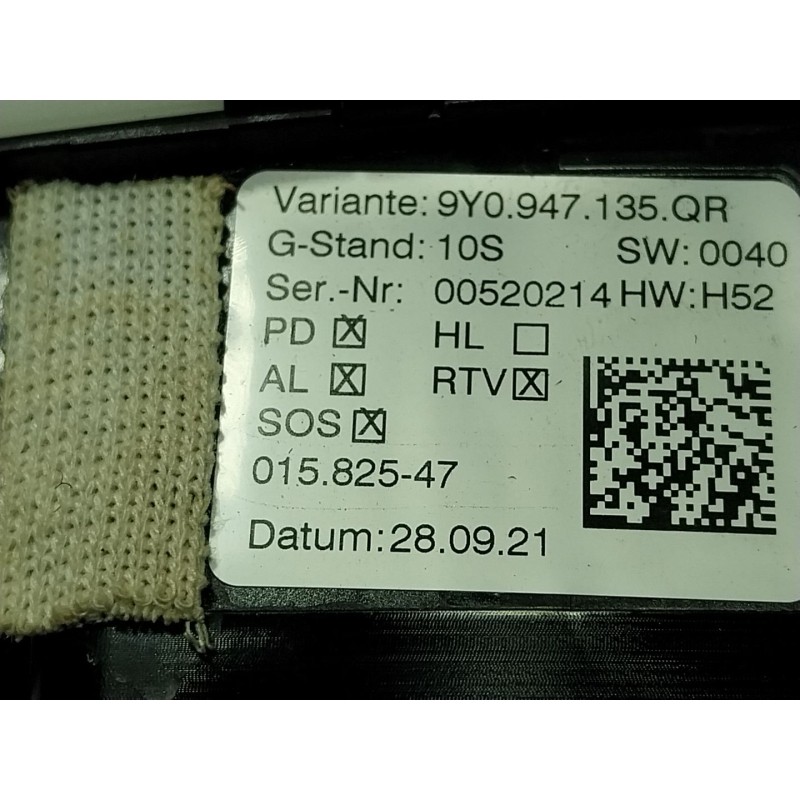 Variante: 9Y0.947.135.QR
G-Stand: 10S SW: 0040
Ser.-Nr: 00520214 HW: H52
PD ☒ HL ☐
AL ☒ RTV ☒
SOS ☒
015.825-47
Datum: 28.09.21